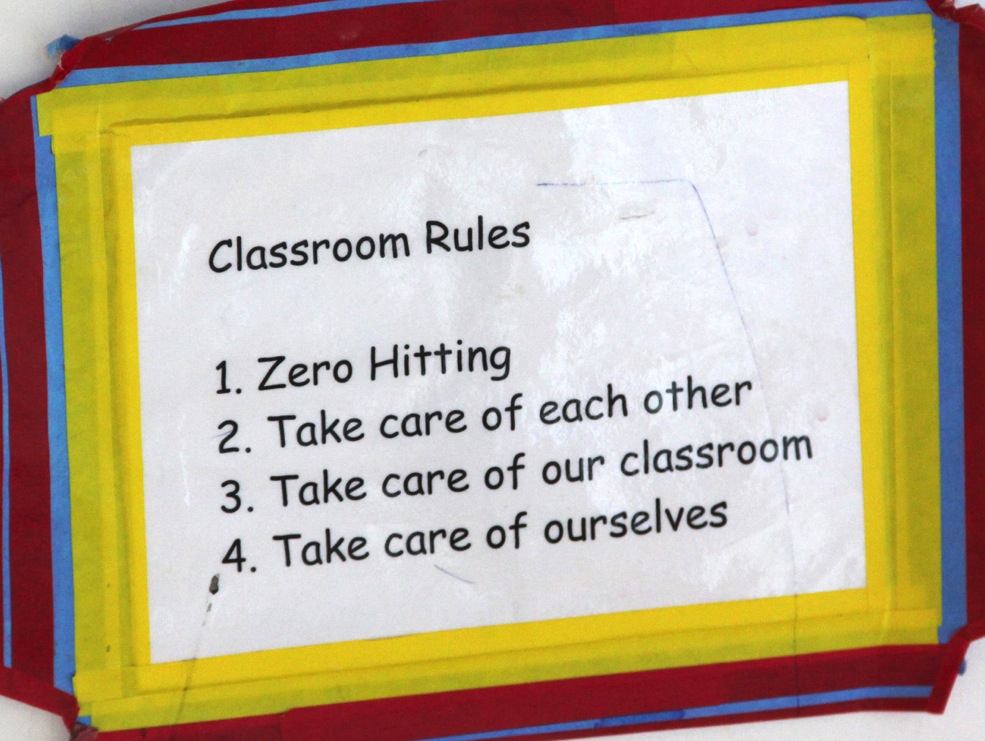 Classroom Rules
1. Zero Hitting
2. Take care of each other
3. Take care of our classroom
4. Take care of ourselves